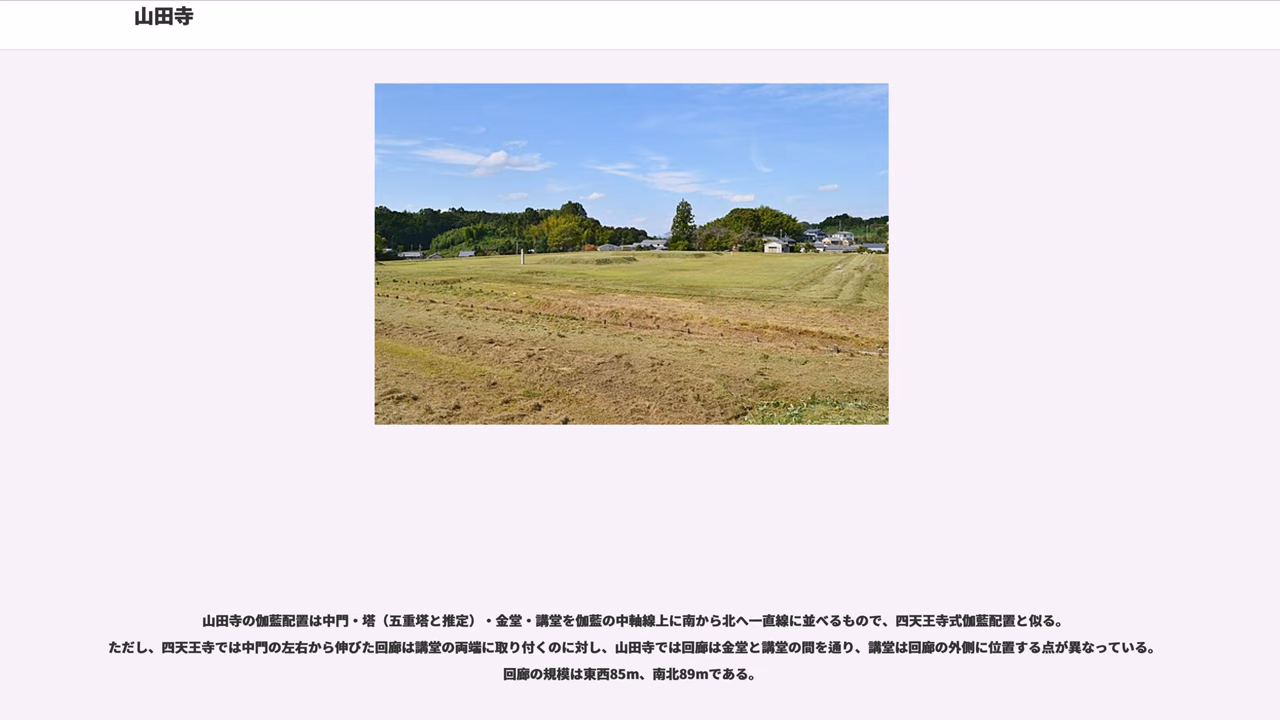 山田寺
山田寺の伽藍配置は中門・塔（五重塔と推定）・金堂・講堂を伽藍の中軸線上に南から北へ一直線に並べるもので、四天王寺式伽藍配置と似る。
ただし、四天王寺では中門の左右から伸びた回廊は講堂の両端に取り付くのに対し、山田寺では回廊は金堂と講堂の間を通り、講堂は回廊の外側に位置する点が異なっている。
回廊の規模は東西85m、南北89mである。